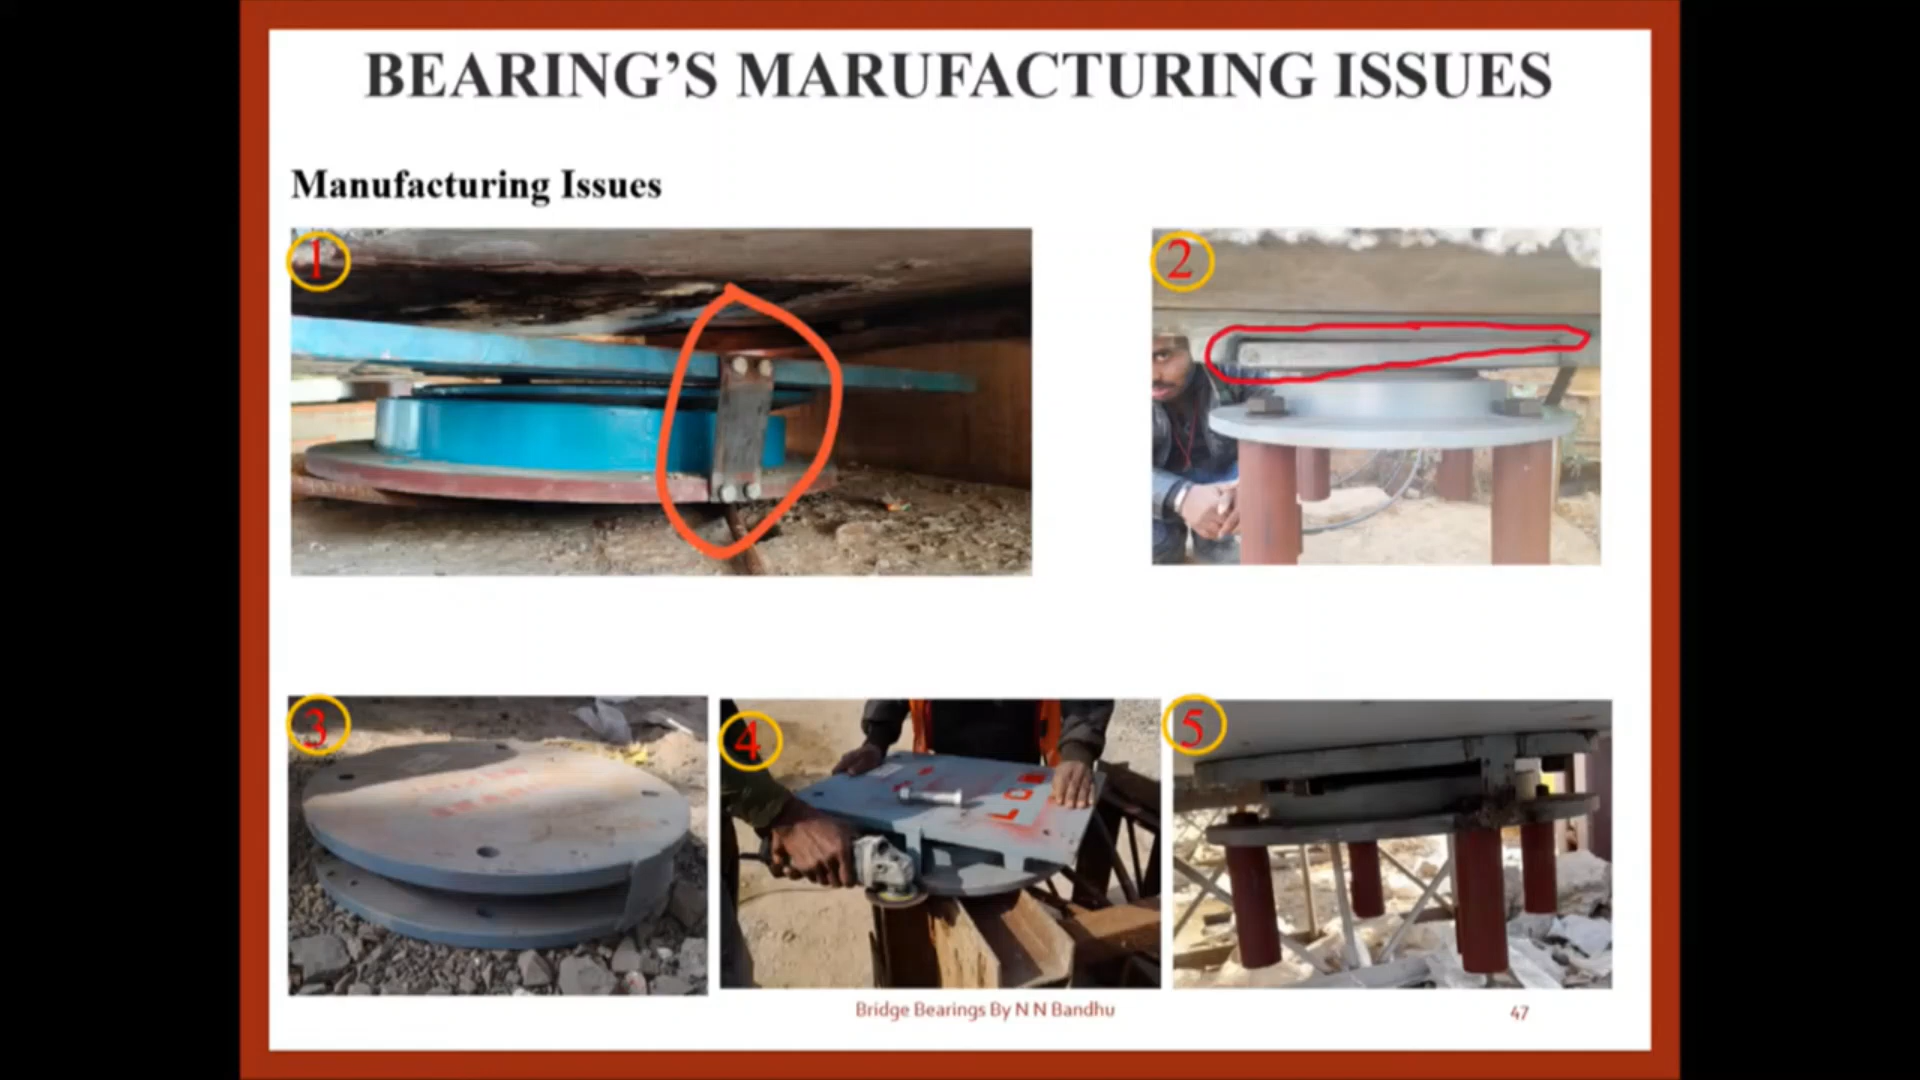 BEARING’S MARUFACTURING ISSUES
Manufacturing Issues
1
2
3
4
5
Bridge Bearings By N N Bandhu
47